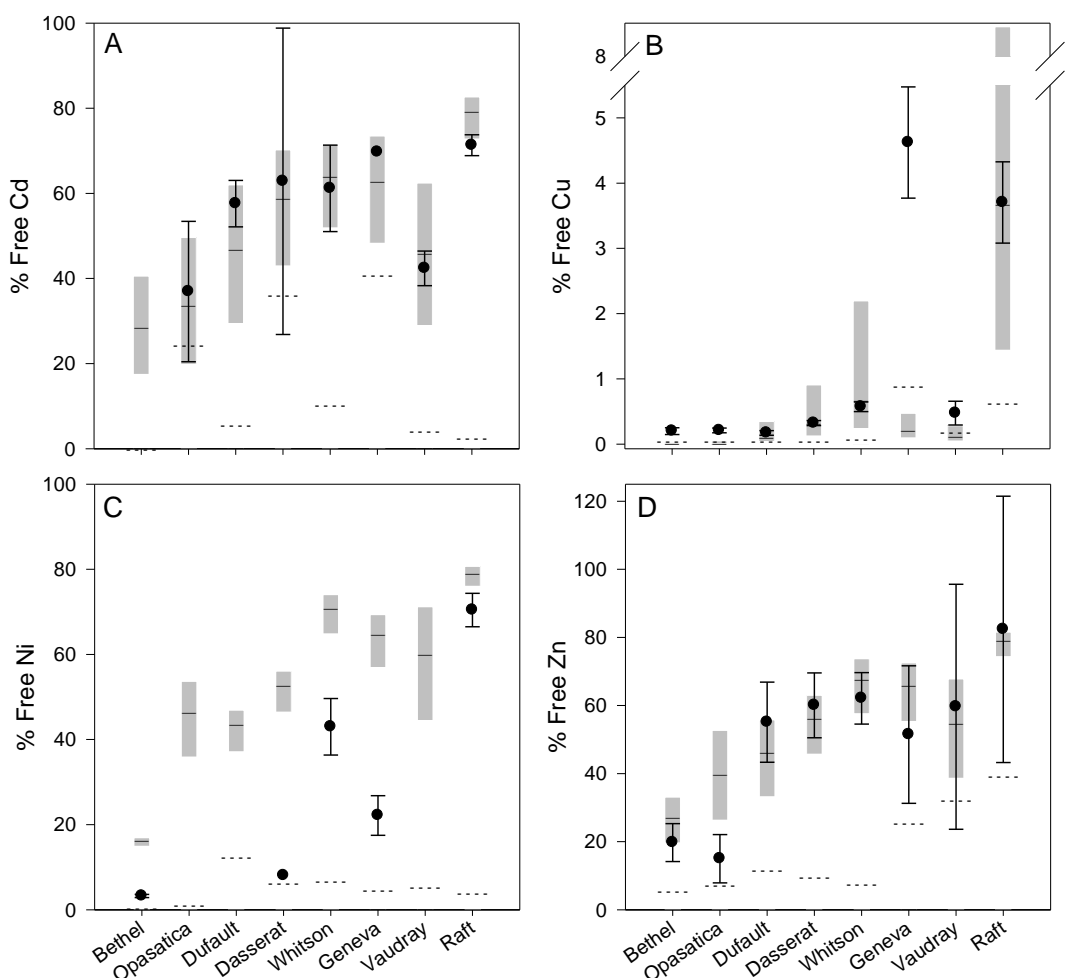 A
% Free Cd
100
80
60
40
20
0
B
% Free Cu
8
5
4
3
2
1
0
C
% Free Ni
100
80
60
40
20
0
Bethel
Opasatica
Dufault
Dasserat
Whitson
Geneva
Vaudray
Raft
D
% Free Zn
120
100
80
60
40
20
0
Bethel
Opasatica
Dufault
Dasserat
Whitson
Geneva
Vaudray
Raft